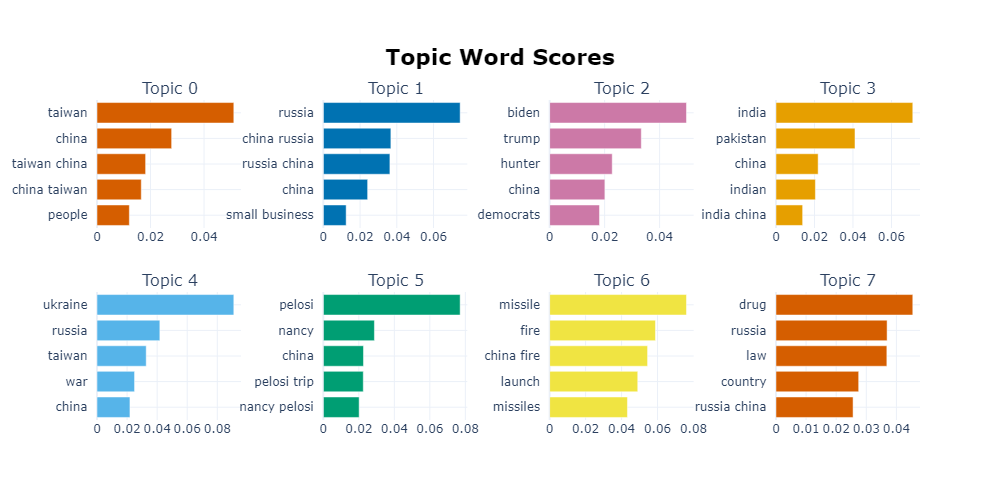 Topic Word Scores
Topic 0
taiwan
china
taiwan china
china taiwan
people
0 0.02 0.04
Topic 1
russia
china russia
russia china
china
small business
0 0.02 0.04 0.06
Topic 2
biden
trump
hunter
china
democrats
0 0.02 0.04
Topic 3
india
pakistan
china
indian
india china
0 0.02 0.04 0.06
Topic 4
ukraine
russia
taiwan
war
china
0 0.02 0.04 0.06 0.08
Topic 5
pelosi
nancy
china
pelosi trip
nancy pelosi
0 0.02 0.04 0.06 0.08
Topic 6
missile
fire
china fire
launch
missiles
0 0.02 0.04 0.06 0.08
Topic 7
drug
russia
law
country
russia china
0 0.01 0.02 0.03 0.04